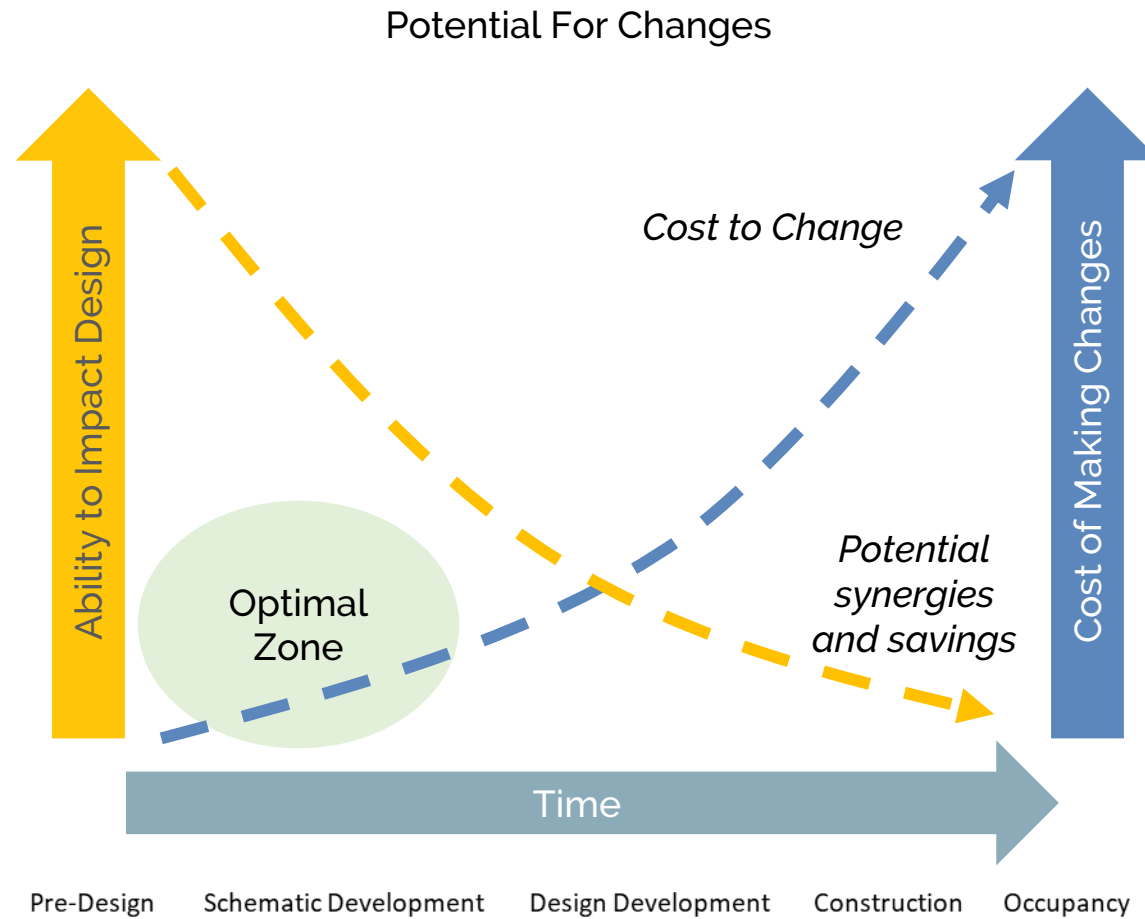 Potential For Changes
Ability to Impact Design
Cost to Change
Cost of Making Changes
Optimal
Zone
Potential
synergies
and savings
Time
Pre-Design
Schematic Development
Design Development
Construction
Occupancy